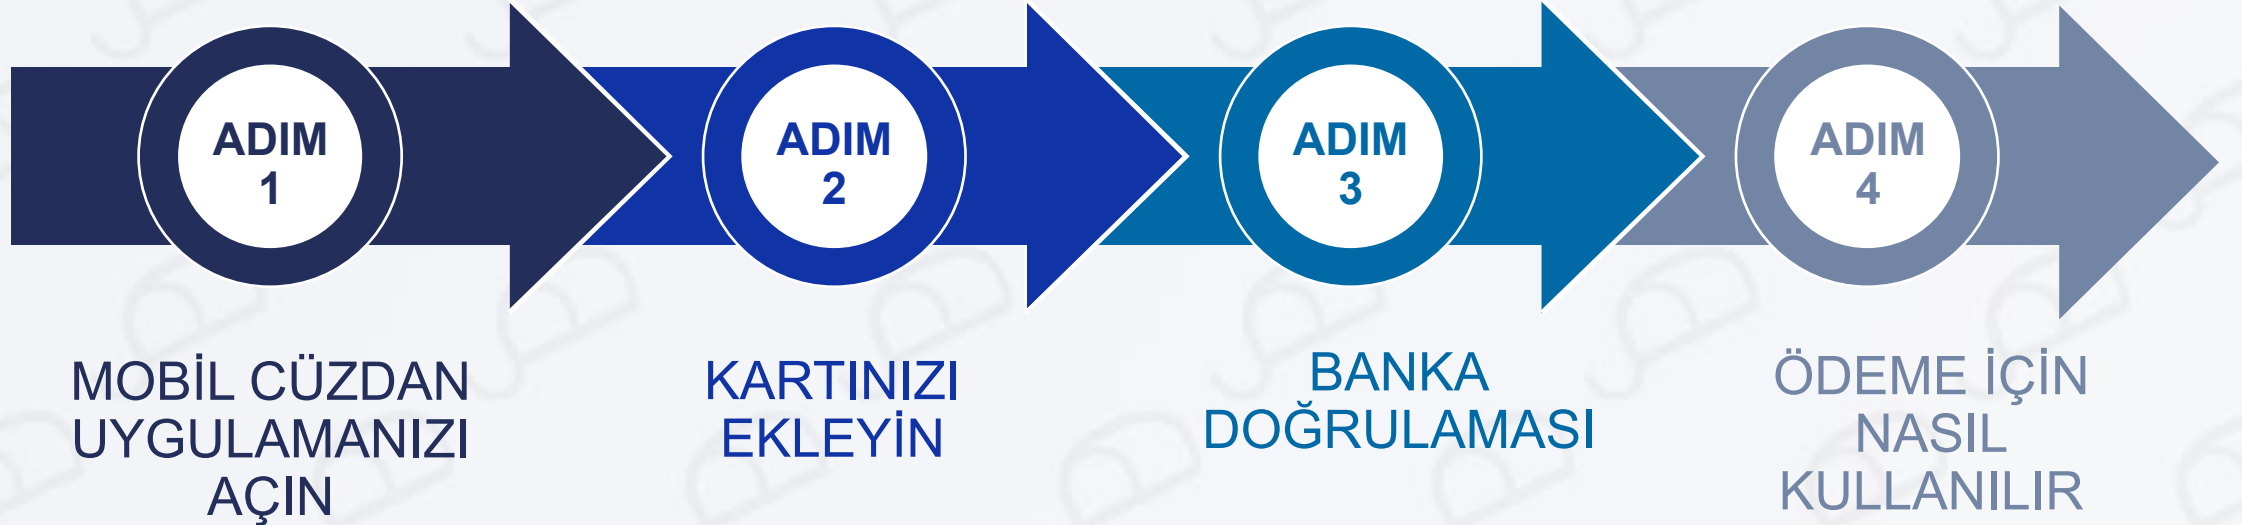 ADIM
1
ADIM
2
ADIM
3
ADIM
4
MOBİL CÜZDAN
UYGULAMANIZI
AÇIN
KARTINIZI
EKLEYİN
BANKA
DOĞRULAMASI
ÖDEME İÇİN
NASIL
KULLANILIR